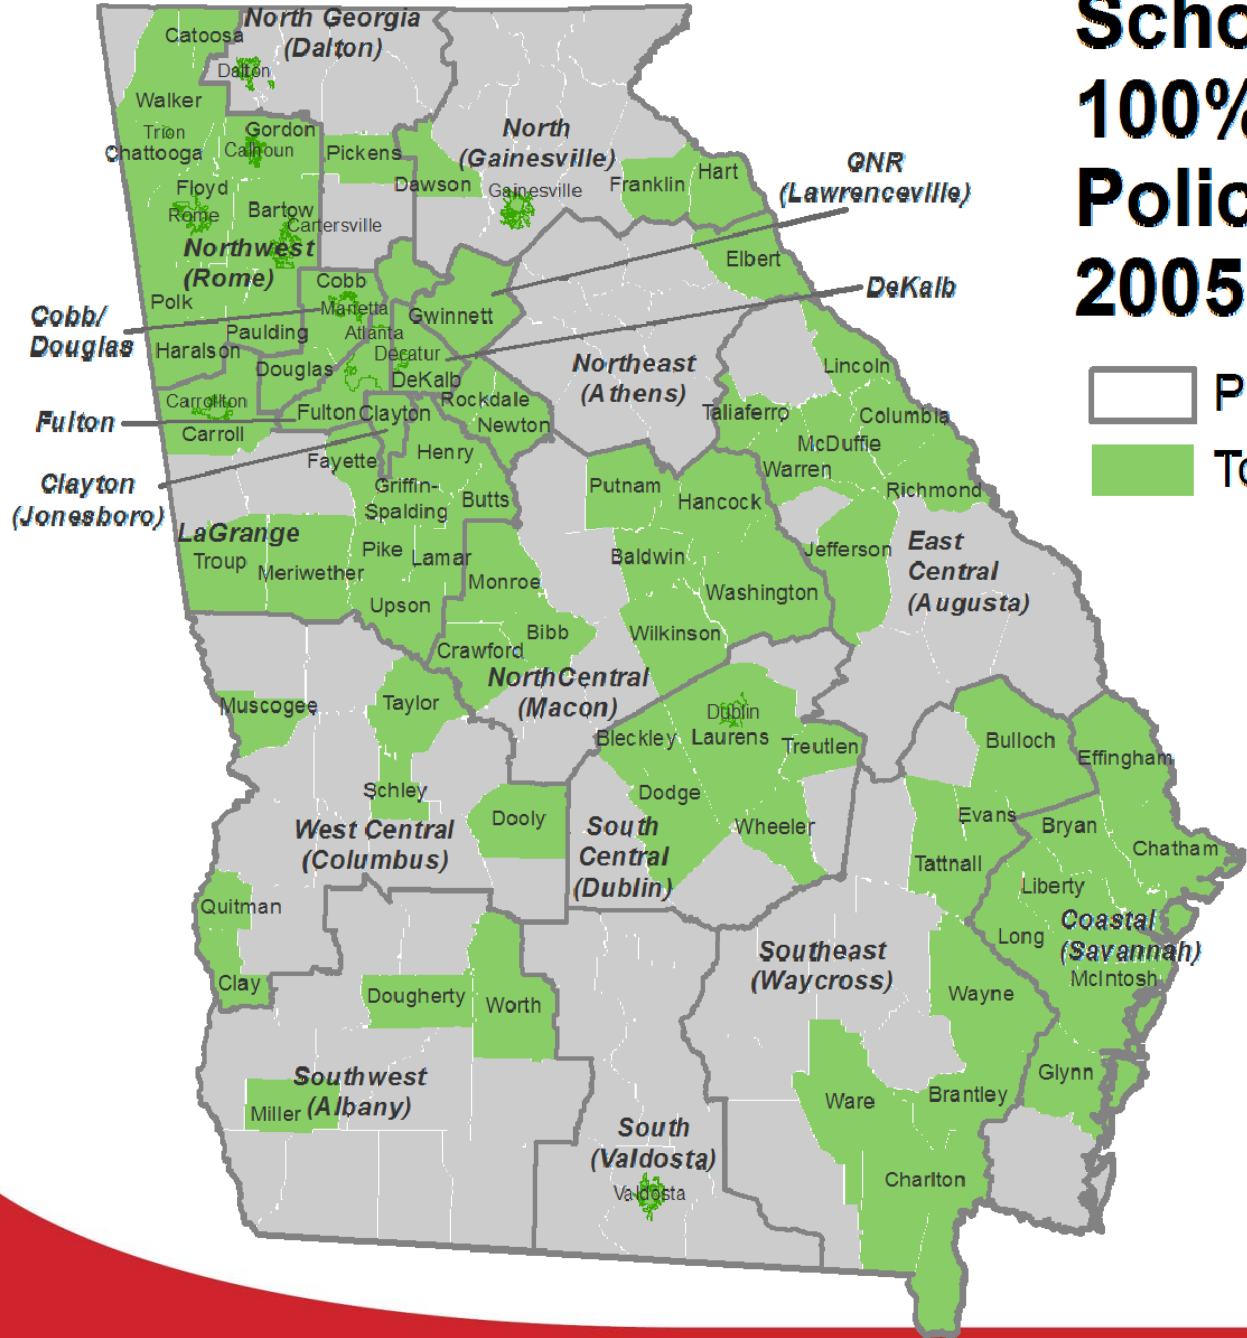 Scho
100%
Polic
2005
P
To
North Georgia
(Dalton)
Catoosa
Dalton
Walker
Trion
Chattooga
Gordon
Calhoun
Pickens
North
(Gainesville)
Dawson
Gainesville
Franklin
Hart
GNR
(Lawrenceville)
Floyd
Rome
Bartow
Cartersville
Northwest
(Rome)
Elbert
DeKalb
Polk
Cobb
Marietta
Gwinnett
Cobb/
Douglas
Paulding
Atlanta
Decatur
Haralson
Douglas
DeKalb
Northeast
(Athens)
Lincoln
Carrollton
Carroll
Fulton
Fulton
Clayton
Rockdale
Newton
Taliaferro
Columbia
McDuffie
Warren
Clayton
(Jonesboro)
Fayette
Henry
Griffin-
Spalding
Butts
Putnam
Hancock
Richmond
LaGrange
Troup
Meriwether
Pike
Lamar
Monroe
Baldwin
Jefferson
East
Central
(Augusta)
Washington
Upson
Bibb
Crawford
Wilkinson
NorthCentral
(Macon)
Muscogee
Taylor
Dublin
Laurens
Bleckley
Treutlen
Bulloch
Effingham
Schley
Dodge
Dooly
West Central
(Columbus)
South
Central
(Dublin)
Wheeler
Evans
Bryan
Chatham
Tattnall
Liberty
Quitman
Long
Coastal
(Savannah)
McIntosh
Southeast
(Waycross)
Clay
Dougherty
Worth
Wayne
Southwest
(Albany)
Miller
Glynn
Ware
Brantley
South
(Valdosta)
Valdosta
Charlton